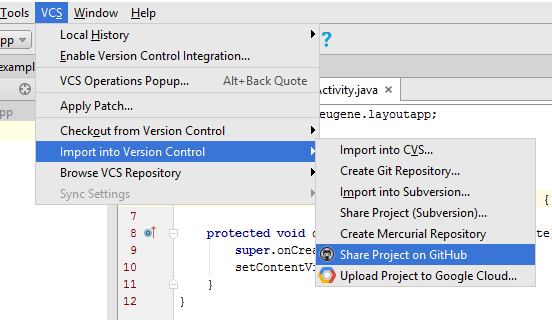 Tools VCS Window Help
pp
Local History
Enable Version Control Integration...
VCS Operations Popup... Alt+Back Quote
Apply Patch...
Checkout from Version Control
Import into Version Control
Browse VCS Repository
Sync Settings
example
app
Activity.java
eugene.layoutapp;
Import into CVS...
Create Git Repository...
Import into Subversion...
Share Project (Subversion)...
Create Mercurial Repository
Share Project on GitHub
Upload Project to Google Cloud...
{
7
8 protected void
9 super.onCrea
10 setContentVi
11 }
12 }